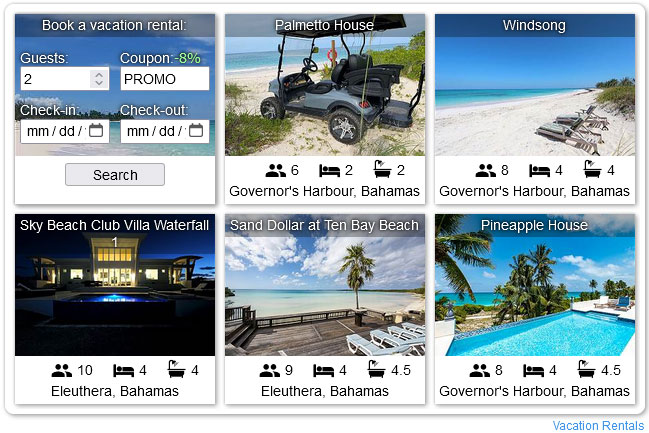 Book a vacation rental:
Guests: Coupon:-8%
2 PROMO
Check-in: Check-out:
mm / dd / mm / dd /
Search
Palmetto House
6 2 2
Governor's Harbour, Bahamas
Windsong
8 4 4
Governor's Harbour, Bahamas
Sky Beach Club Villa Waterfall
1
10 4 4
Eleuthera, Bahamas
Sand Dollar at Ten Bay Beach
9 4 4.5
Eleuthera, Bahamas
Pineapple House
8 4 4.5
Governor's Harbour, Bahamas
Vacation Rentals